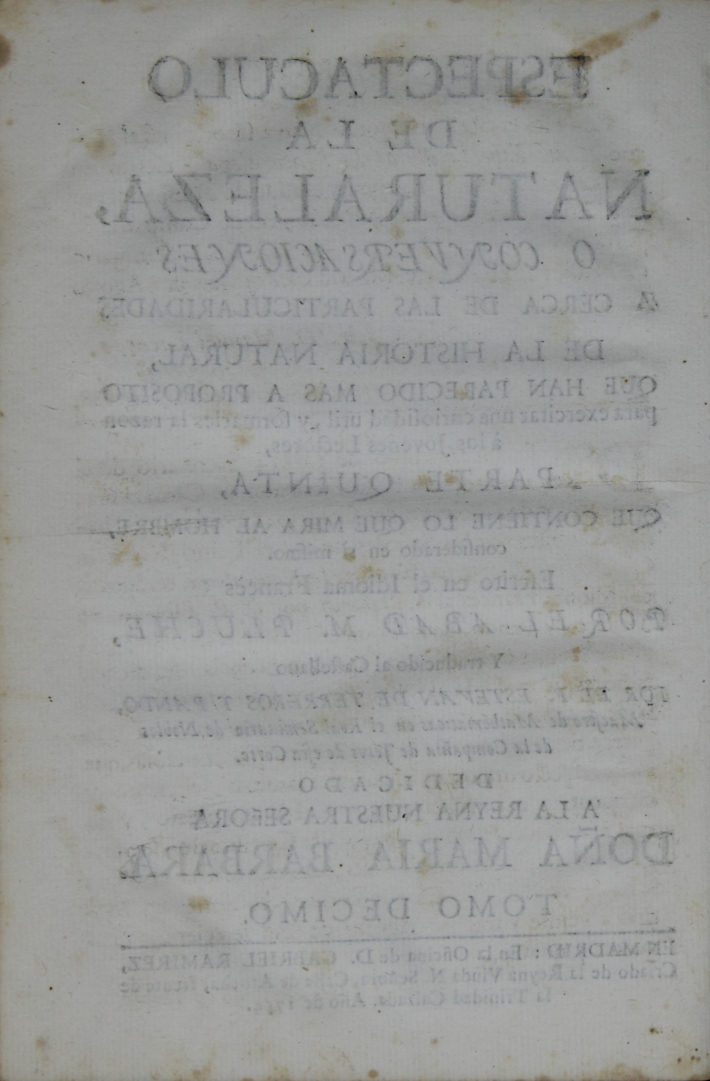 ESPECTACULO
DE LA
NATURALEZA,
O CONVERSACIONES
A CERCA DE LAS PARTICULARIDADES
DE LA HISTORIA NATURAL,
QUE HAN PARECIDO MAS A PROPOSITO
para exercitar una curiosidad util, y formarles la razon
à los Jovenes Lectores.
PARTE QUINTA,
QUE CONTIENE LO QUE MIRA AL HOMBRE,
considerado en sì mismo.
Escrito en el Idioma Francès
POR EL ABAD M. PLUCHE,
Y traducido al Castellano
POR EL P. ESTEVAN DE TERREROS Y PANDO,
Maestro de Mathematicas en el Real Seminario de Nobles
de la Compañia de Jesus de esta Corte.
DEDICADO
A LA REYNA NUESTRA SEñORA
DOÑA MARIA BARBARA
TOMO DECIMO.
EN MADRID: En la Oficina de D. GABRIEL RAMIREZ,
Criado de la Reyna Viuda N. Señora, Calle de frente de
la Trinidad Calzada. Año de